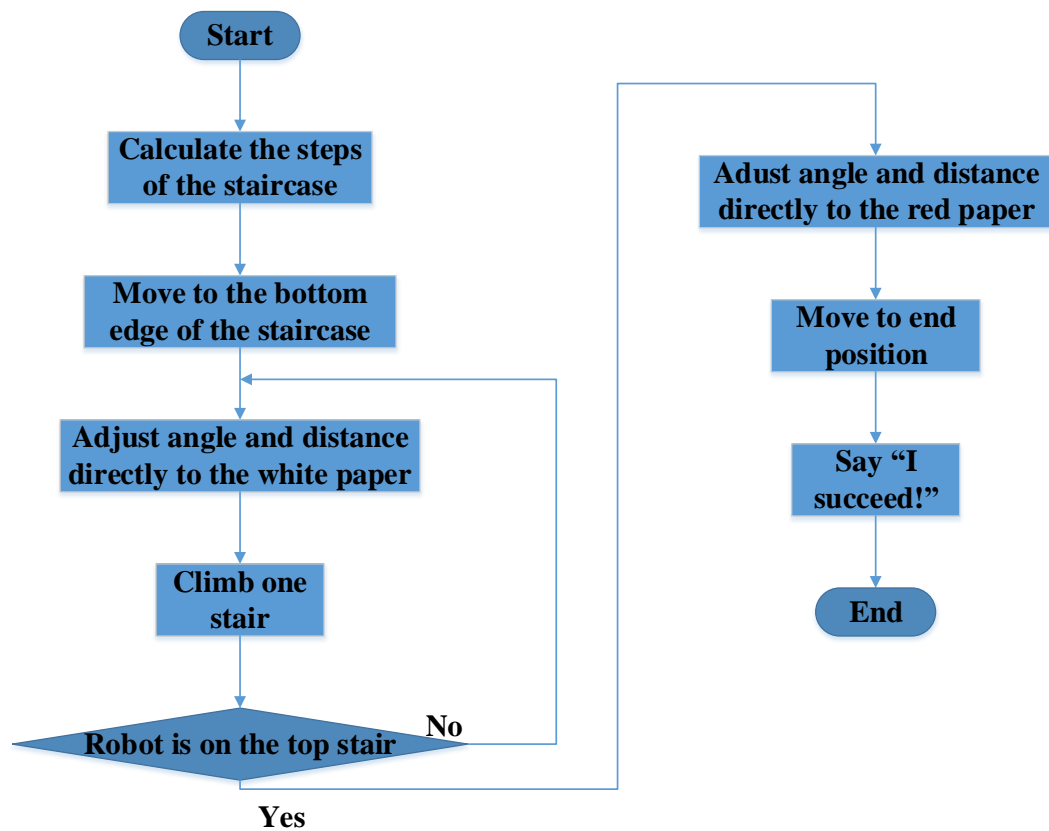 Start
Calculate the steps
of the staircase
Move to the bottom
edge of the staircase
Adjust angle and distance
directly to the white paper
Climb one
stair
Robot is on the top stair
No
Yes
Adust angle and distance
directly to the red paper
Move to end
position
Say “I
succeed!”
End